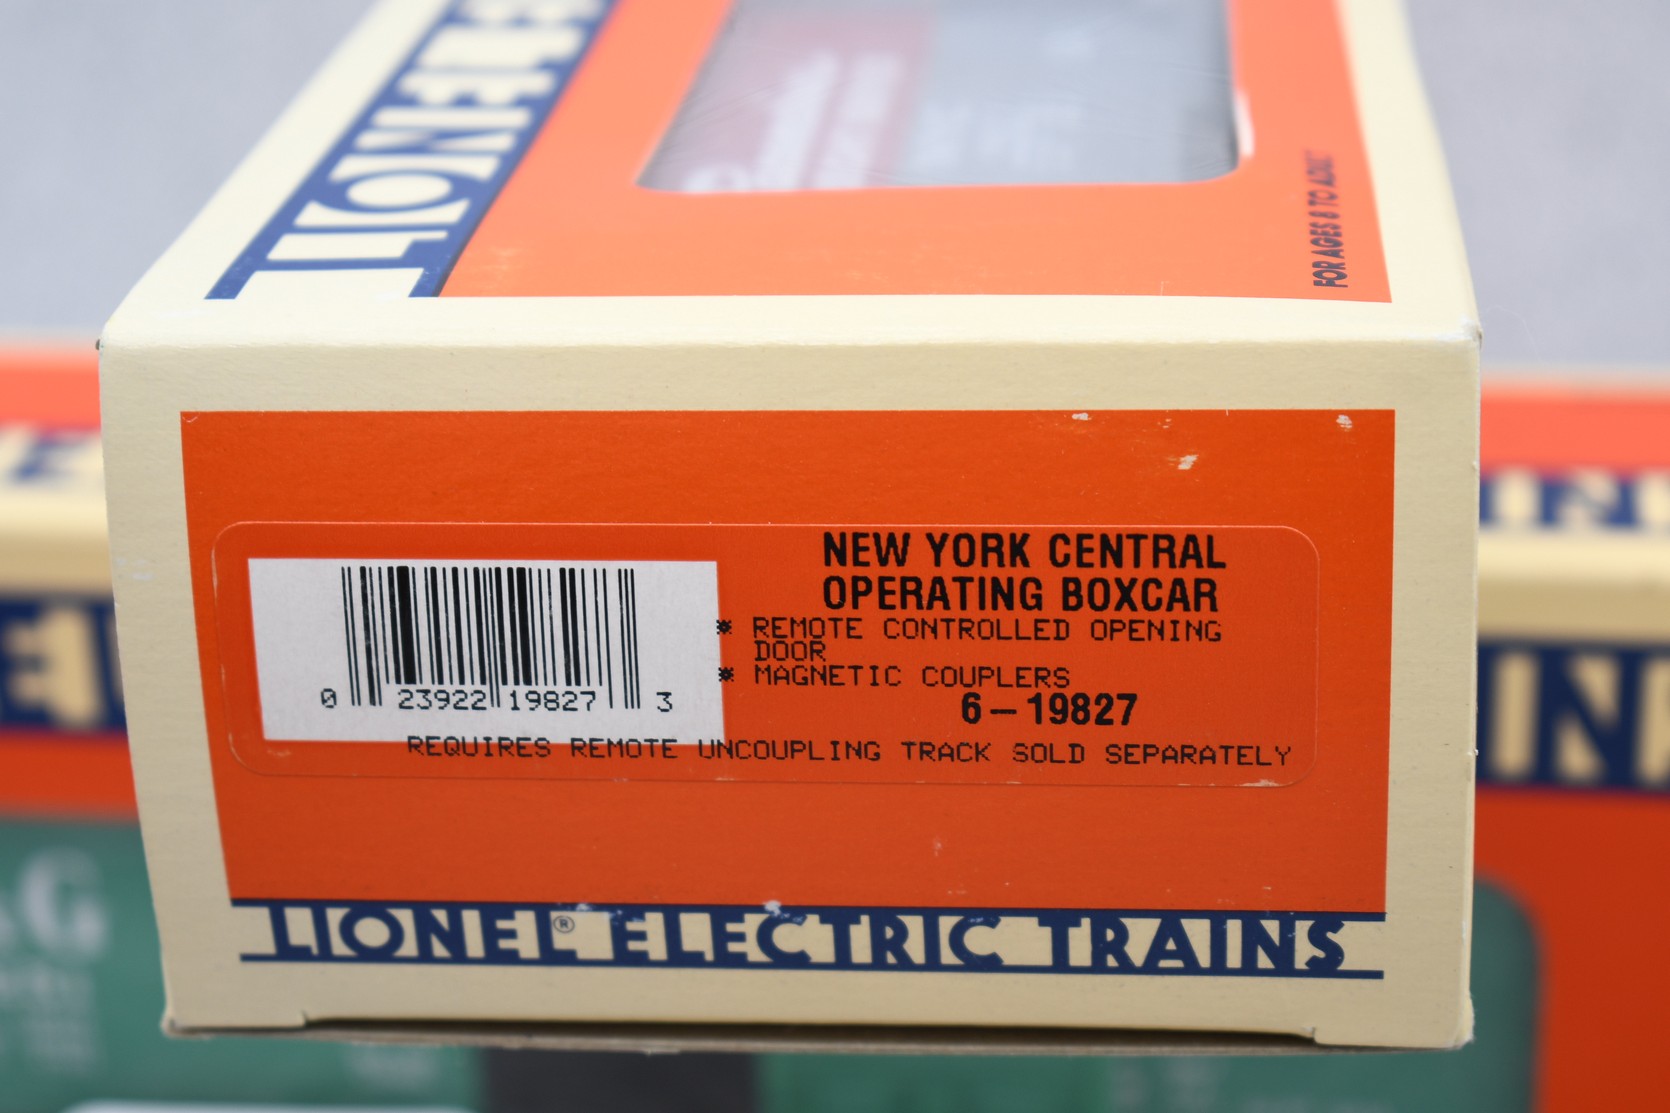 LIONEL
FOR AGES 8 TO ADULT
NEW YORK CENTRAL
OPERATING BOXCAR
* REMOTE CONTROLLED OPENING
DOOR
* MAGNETIC COUPLERS
6-19827
0 23922 19827 3
REQUIRES REMOTE UNCOUPLING TRACK SOLD SEPARATELY
LIONEL® ELECTRIC TRAINS